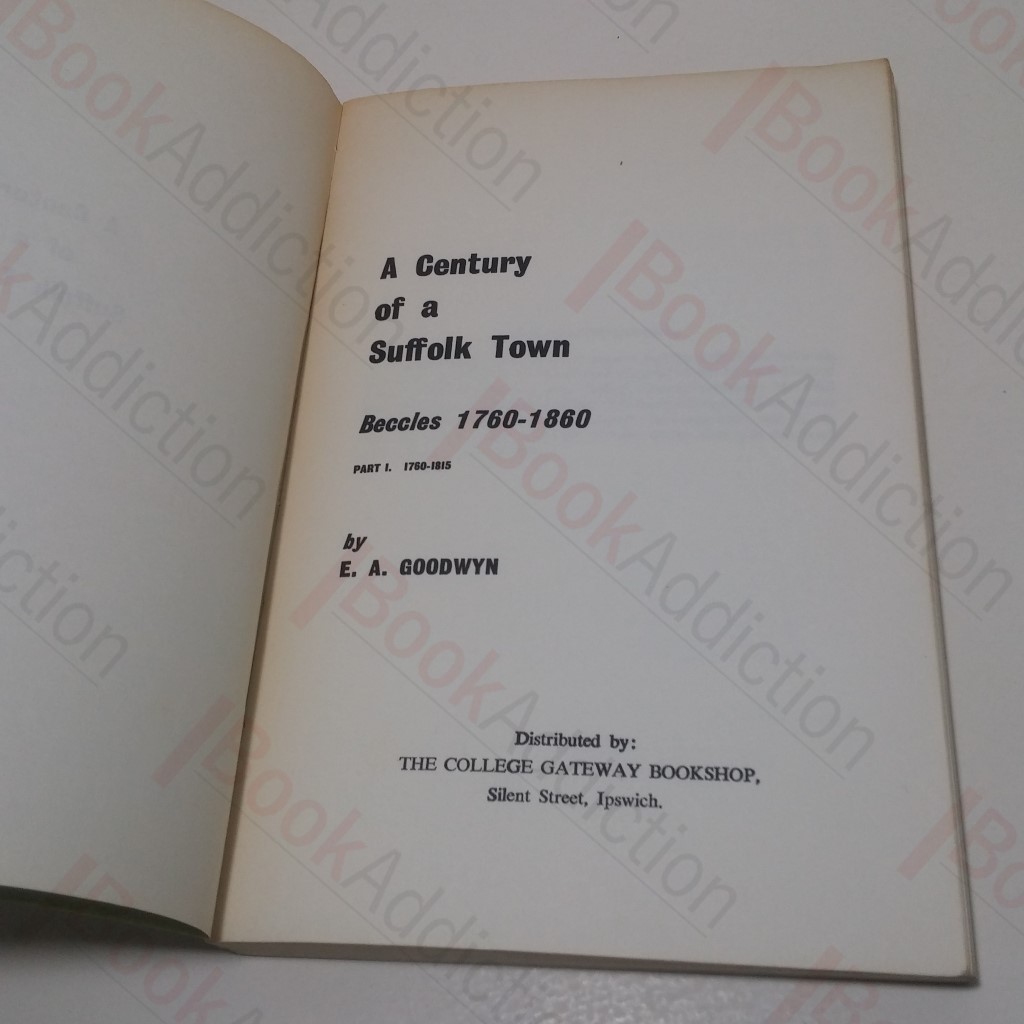 A Century
of a
Suffolk Town
Beccles 1760-1860
PART I. 1760-1815
by
E. A. GOODWYN
Distributed by:
THE COLLEGE GATEWAY BOOKSHOP,
Silent Street, Ipswich.
BookAddiction